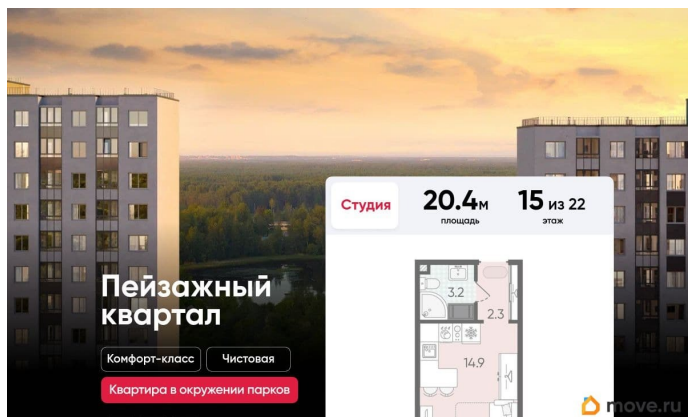 Студия
20.4м
площадь
15 из 22
этаж
Пейзажный
квартал
Комфорт-класс
Чистовая
Квартира в окружении парков
3.2
2.3
14.9
move.ru